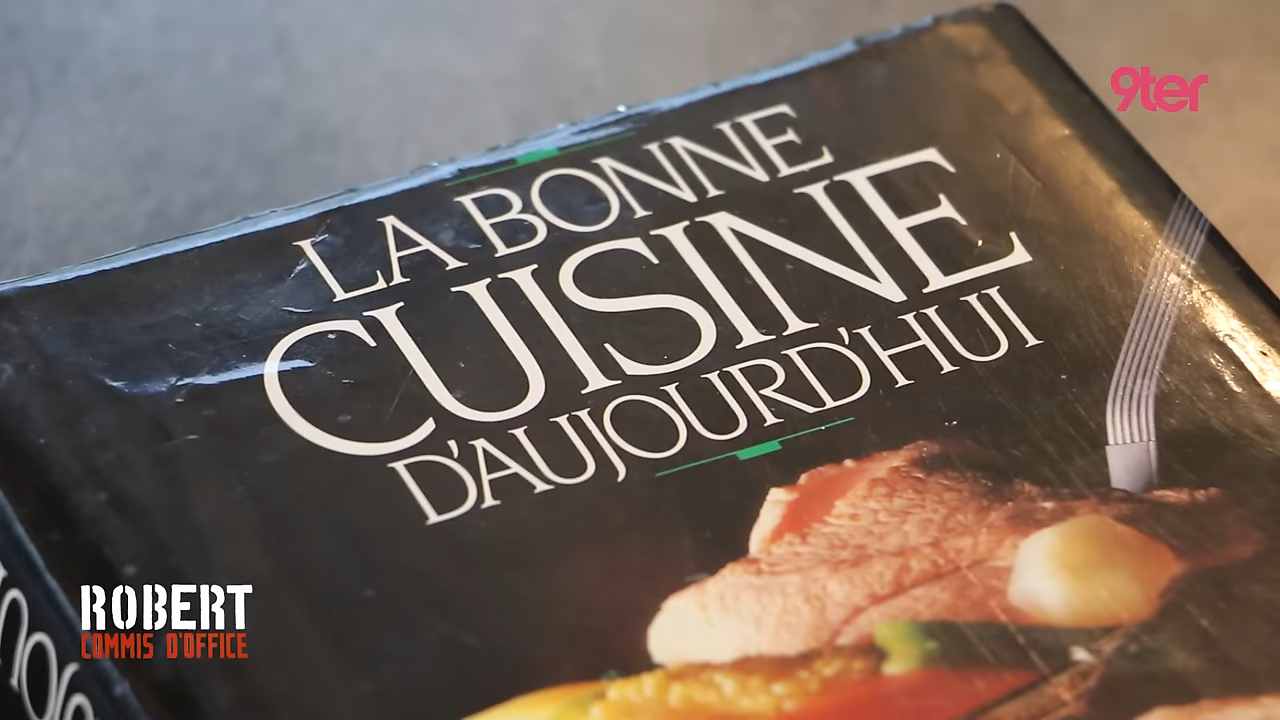 9ter
LA BONNE
CUISINE
D'AUJOURD'HUI
ROBERT
COMMIS D'OFFICE